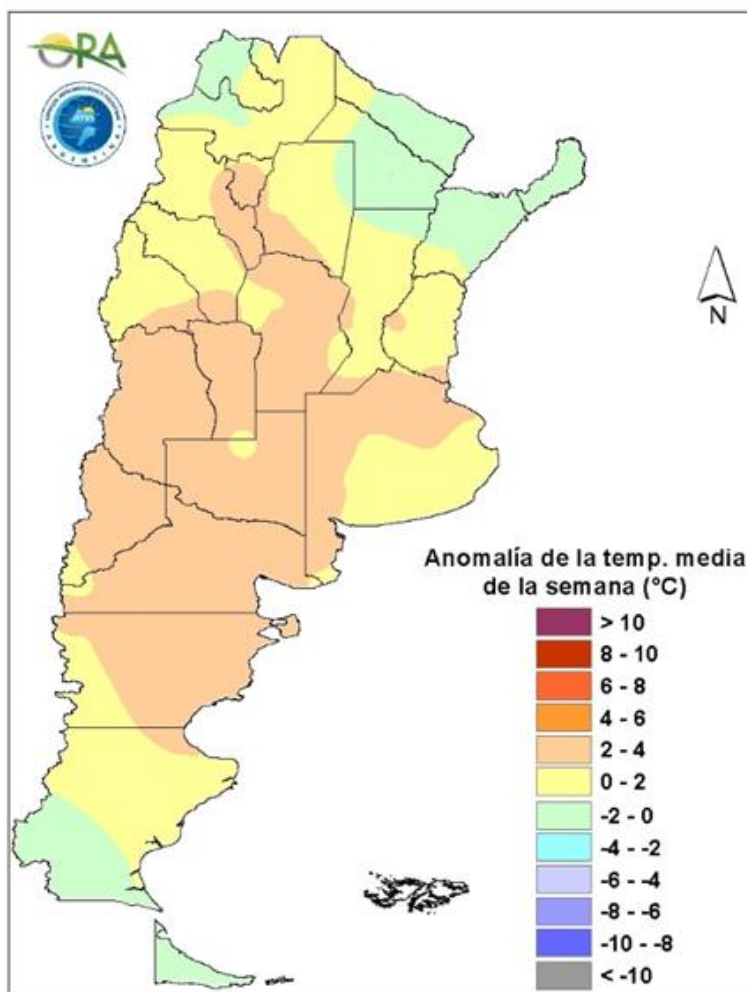 ORA
N
Anomalía de la temp. media
de la semana (°C)
> 10
8 - 10
6 - 8
4 - 6
2 - 4
0 - 2
-2 - 0
-4 - -2
-6 - -4
-8 - -6
-10 - -8
< -10